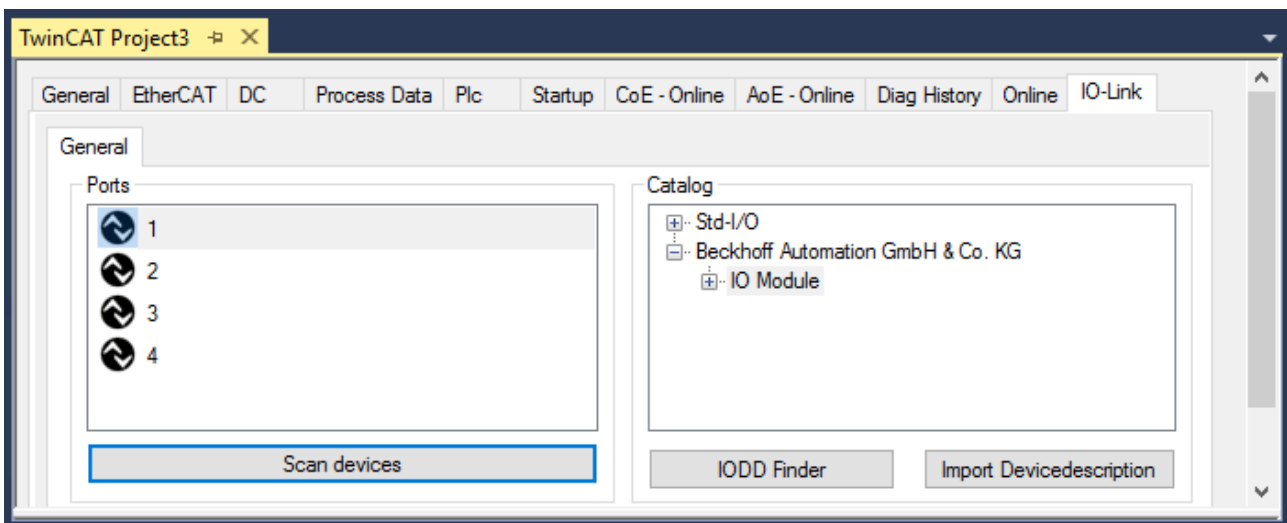 TwinCAT Project3
General EtherCAT DC Process Data Plc Startup CoE - Online AoE - Online Diag History Online IO-Link
General
Ports
1
2
3
4
Scan devices
Catalog
Std-I/O
Beckhoff Automation GmbH & Co. KG
IO Module
IODD Finder
Import Devicedescription